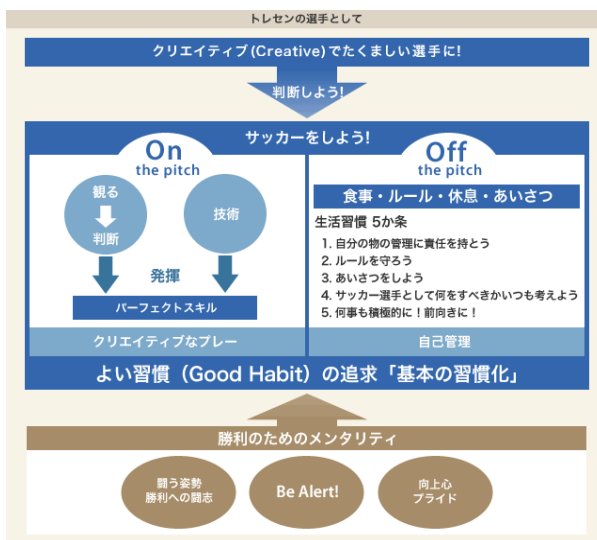 トレセンの選手として
クリエイティブ(Creative)でたくましい選手に!
判断しよう!
サッカーをしよう!
On
the pitch
観る
判断
技術
発揮
パーフェクトスキル
クリエイティブなプレー
Off
the pitch
食事・ルール・休息・あいさつ
生活習慣 5か条
1. 自分の物の管理に責任を持とう
2. ルールを守ろう
3. あいさつをしよう
4. サッカー選手として何をすべきかいつも考えよう
5. 何事も積極的に!前向きに!
自己管理
よい習慣(Good Habit)の追求「基本の習慣化」
勝利のためのメンタリティ
闘う姿勢
勝利への闘志
Be Alert!
向上心
プライド